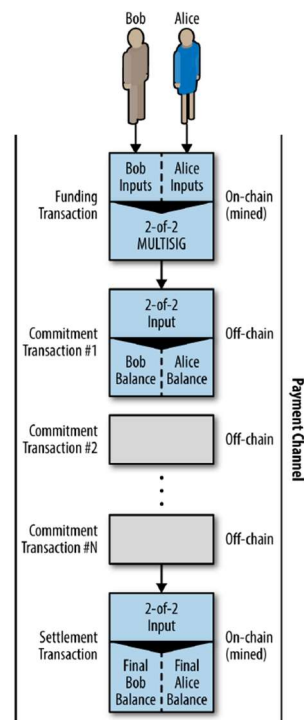 Bob Alice
Bob Alice
Inputs Inputs
Funding
Transaction
On-chain
(mined)
2-of-2
MULTISIG
2-of-2
Input
Commitment
Transaction #1
Off-chain
Bob Alice
Balance Balance
Commitment
Transaction #2
Off-chain
Commitment
Transaction #N
Off-chain
2-of-2
Input
Settlement
Transaction
On-chain
(mined)
Final Final
Bob Alice
Balance Balance
Payment Channel